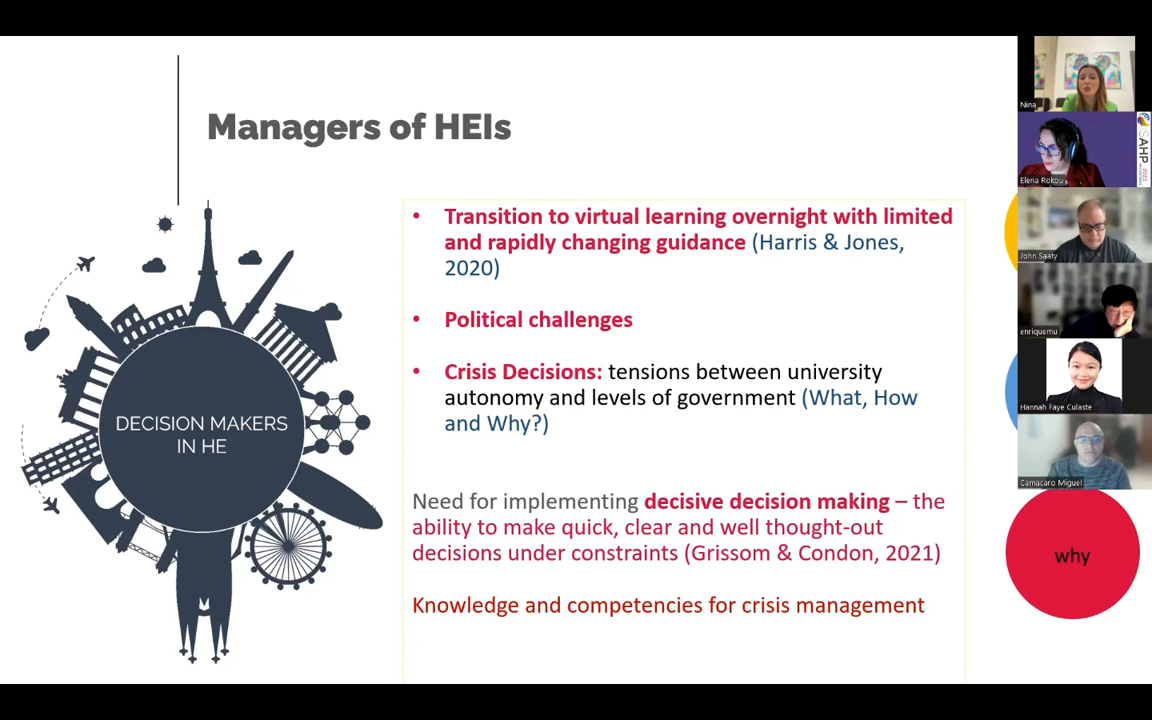 Managers of HEIs
DECISION MAKERS
IN HE
• Transition to virtual learning overnight with limited
and rapidly changing guidance (Harris & Jones,
2020)
• Political challenges
• Crisis Decisions: tensions between university
autonomy and levels of government (What, How
and Why?)
Need for implementing decisive decision making – the
ability to make quick, clear and well thought-out
decisions under constraints (Grissom & Condon, 2021)
Knowledge and competencies for crisis management
why
Nina
Elena Rokou
ISAHP 2022
John Saaty
enriquemu
Hannah Faye Culaste
Camacaro Miguel